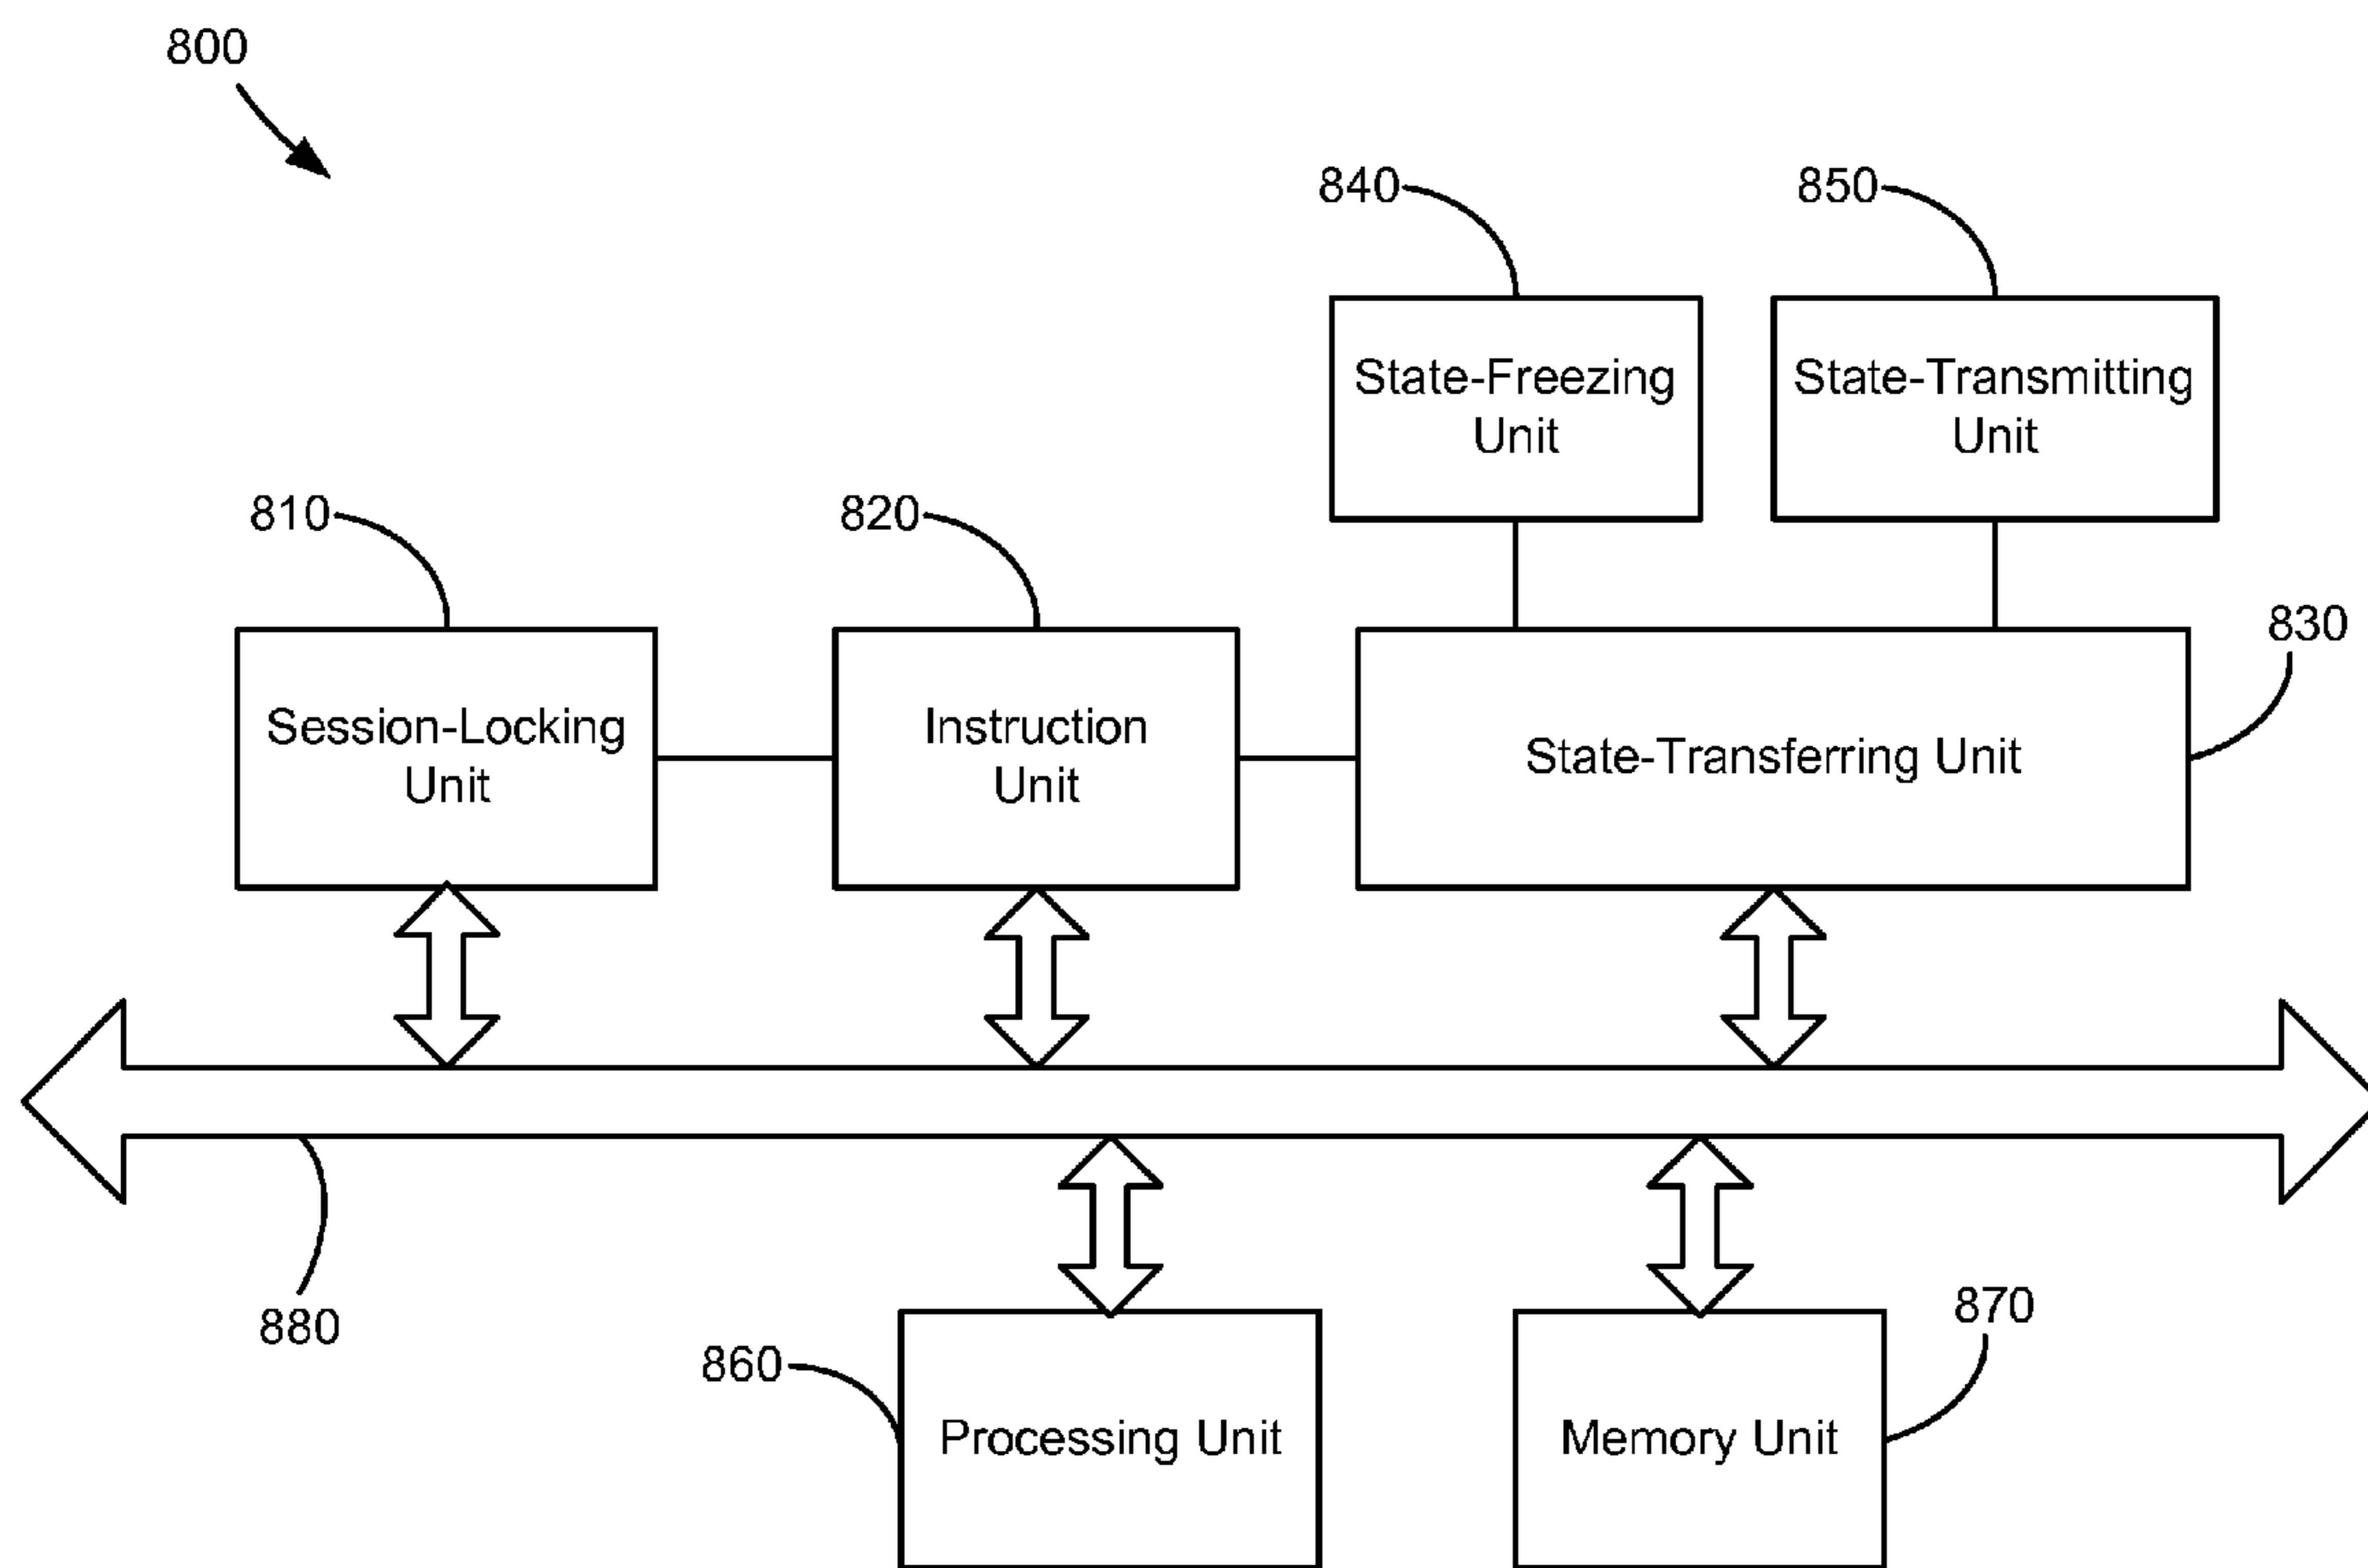 800
840
850
State-Freezing
Unit
State-Transmitting
Unit
810
820
830
Session-Locking
Unit
Instruction
Unit
State-Transferring Unit
880
860
870
Processing Unit
Memory Unit